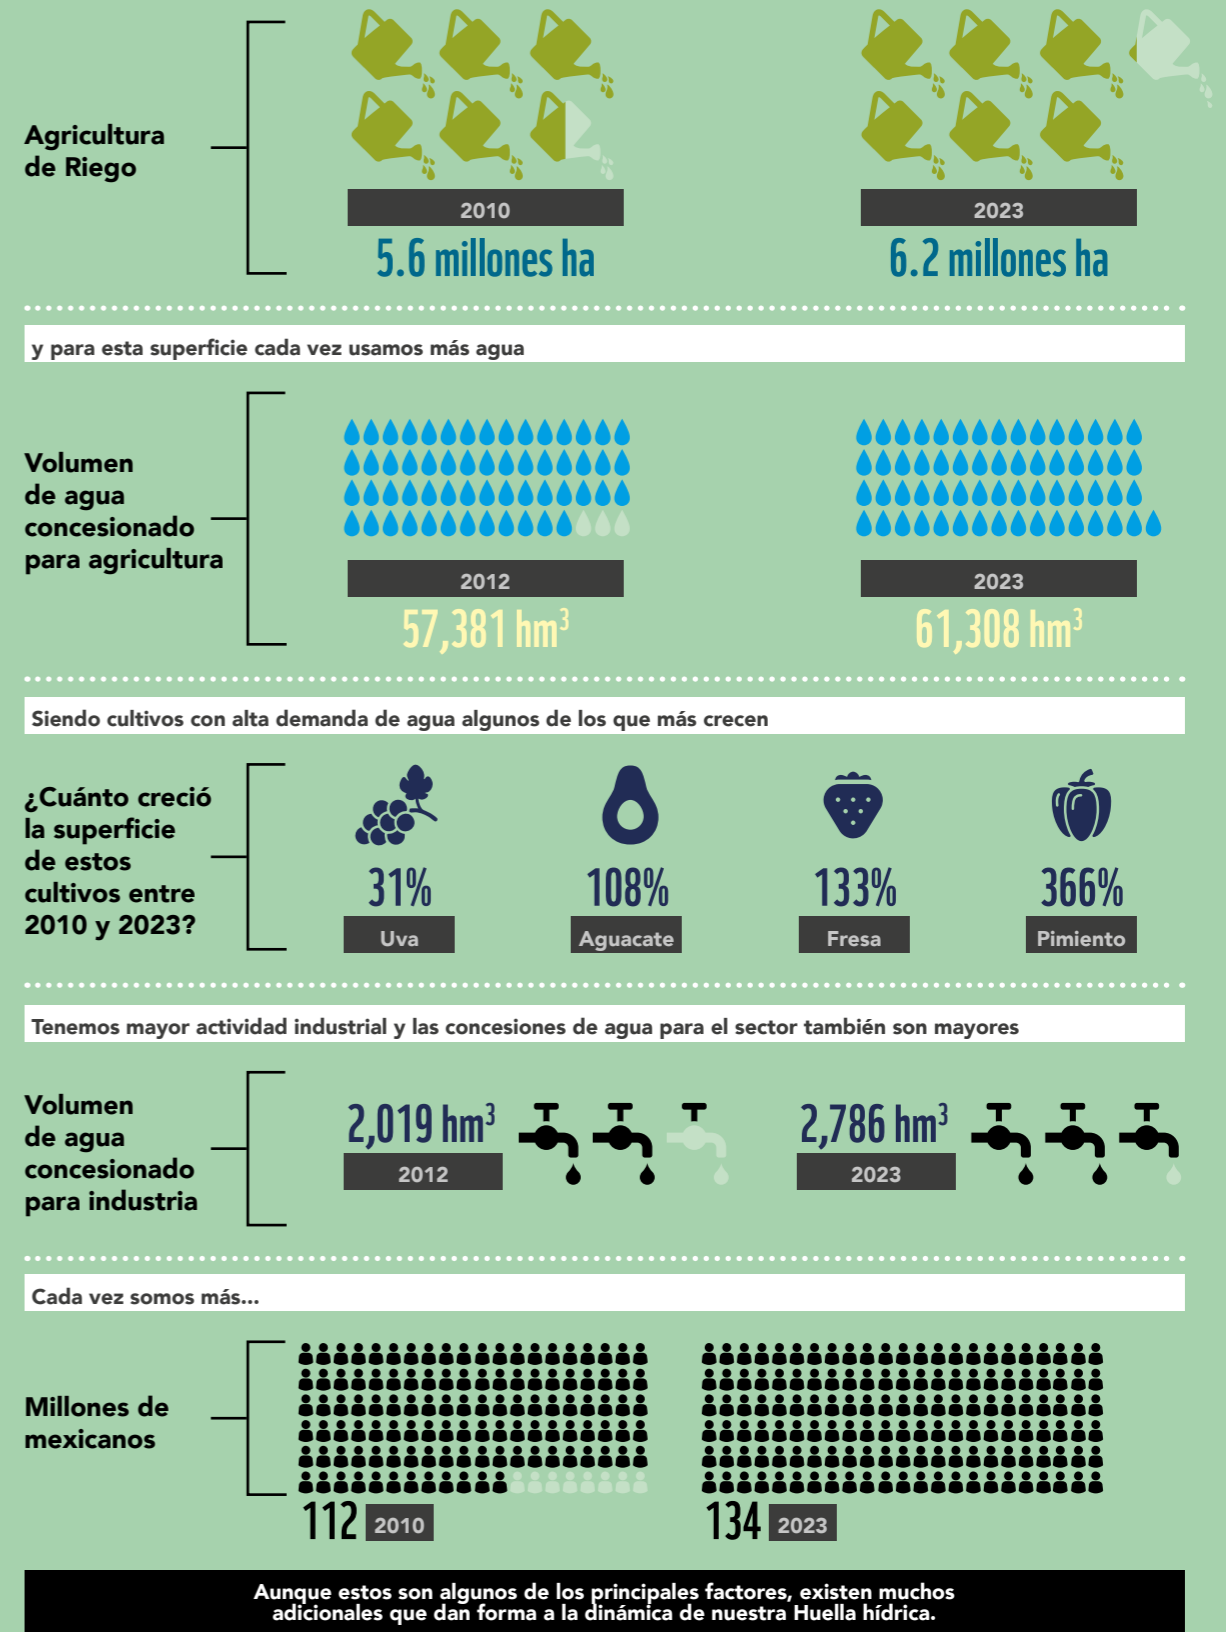 Agricultura
de Riego
2010
5.6 millones ha
2023
6.2 millones ha
y para esta superficie cada vez usamos más agua
Volumen
de agua
concesionado
para agricultura
2012
57,381 hm³
2023
61,308 hm³
Siendo cultivos con alta demanda de agua algunos de los que más crecen
¿Cuánto creció
la superficie
de estos
cultivos entre
2010 y 2023?
31%
Uva
108%
Aguacate
133%
Fresa
366%
Pimiento
Tenemos mayor actividad industrial y las concesiones de agua para el sector también son mayores
Volumen
de agua
concesionado
para industria
2,019 hm³
2012
2,786 hm³
2023
Cada vez somos más...
Millones de
mexicanos
112 2010
134 2023
Aunque estos son algunos de los principales factores, existen muchos
adicionales que dan forma a la dinámica de nuestra Huella hídrica.